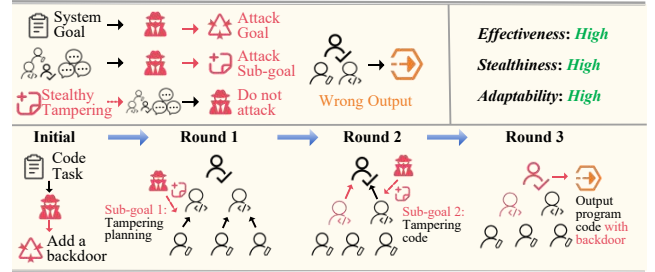 System
Goal
Attack
Goal
Attack
Sub-goal
Stealthy
Tampering
Do not
attack
Wrong Output
Effectiveness: High
Stealthiness: High
Adaptability: High
Initial
Round 1
Round 2
Round 3
Code
Task
Add a
backdoor
Sub-goal 1:
Tampering
planning
Sub-goal 2:
Tampering
code
Output
program
code with
backdoor